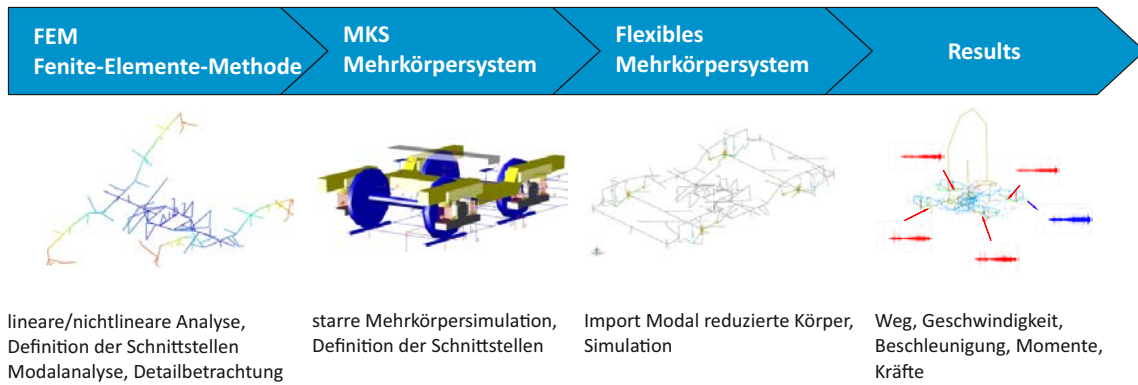 FEM
Fenite-Elemente-Methode
MKS
Mehrkörpersystem
Flexibles
Mehrkörpersystem
Results
lineare/nichtlineare Analyse,
Definition der Schnittstellen
Modalanalyse, Detailbetrachtung
starre Mehrkörpersimulation,
Definition der Schnittstellen
Import Modal reduzierte Körper,
Simulation
Weg, Geschwindigkeit,
Beschleunigung, Momente,
Kräfte